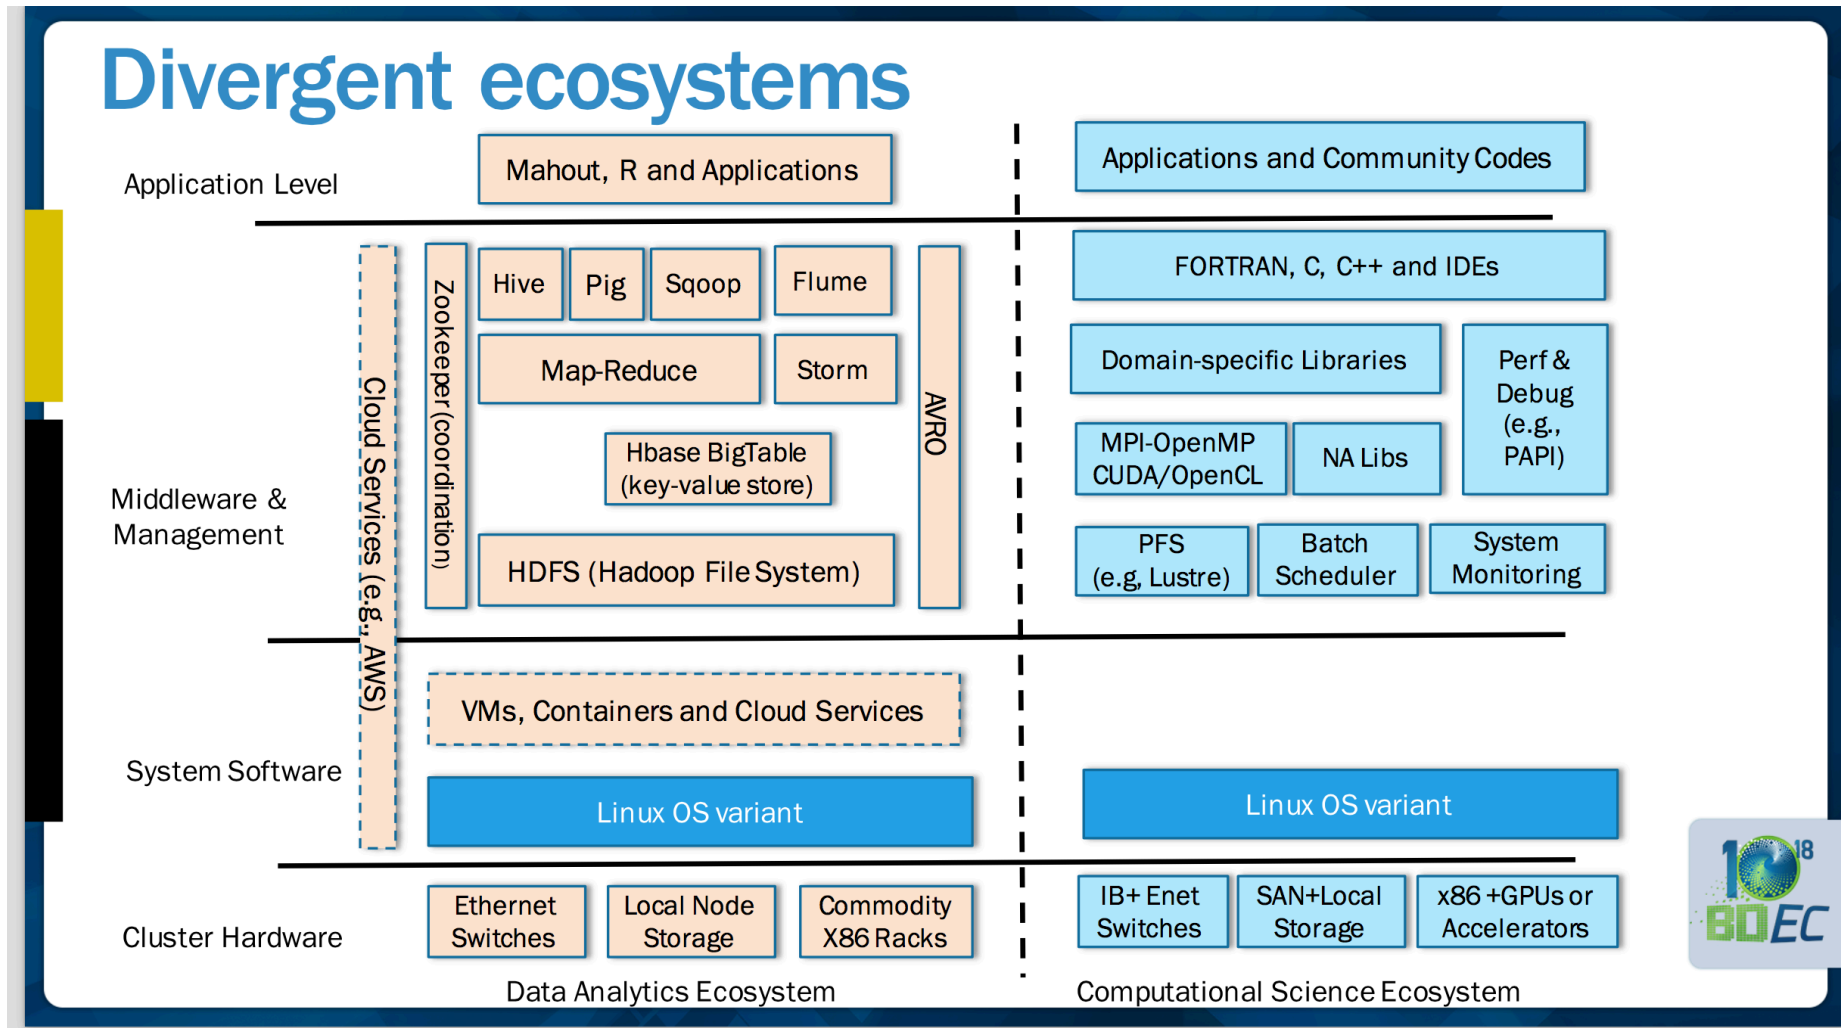 Divergent ecosystems
Application Level
Mahout, R and Applications
Applications and Community Codes
Middleware &
Management
Cloud Services (e.g., AWS)
Zookeeper (coordination)
Hive
Pig
Sqoop
Flume
Map-Reduce
Storm
AVRO
Hbase BigTable
(key-value store)
HDFS (Hadoop File System)
FORTRAN, C, C++ and IDEs
Domain-specific Libraries
Perf &
Debug
(e.g.,
PAPI)
MPI-OpenMP
CUDA/OpenCL
NA Libs
PFS
(e.g, Lustre)
Batch
Scheduler
System
Monitoring
System Software
VMs, Containers and Cloud Services
Linux OS variant
Linux OS variant
Cluster Hardware
Ethernet
Switches
Local Node
Storage
Commodity
X86 Racks
IB+ Enet
Switches
SAN+Local
Storage
x86 +GPUs or
Accelerators
Data Analytics Ecosystem
Computational Science Ecosystem
10 18
BDEC